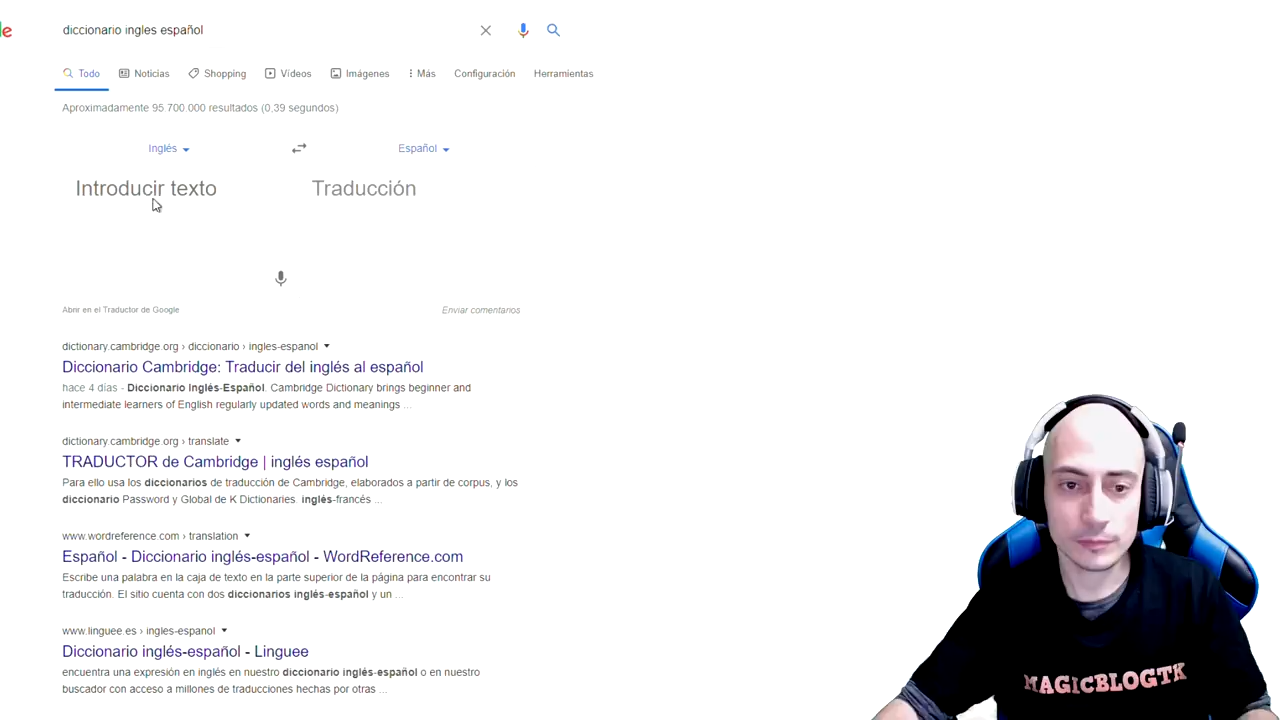 e
diccionario ingles español
Todo Noticias Shopping Vídeos Imágenes Más Configuración Herramientas
Aproximadamente 95.700.000 resultados (0,39 segundos)
Inglés Español
Introducir texto Traducción
Abrir en el Traductor de Google Enviar comentarios
dictionary.cambridge.org › diccionario › ingles-espanol
Diccionario Cambridge: Traducir del inglés al español
hace 4 días - Diccionario Inglés-Español. Cambridge Dictionary brings beginner and
intermediate learners of English regularly updated words and meanings ...
dictionary.cambridge.org › translate
TRADUCTOR de Cambridge | inglés español
Para ello usa los diccionarios de traducción de Cambridge, elaborados a partir de corpus, y los
diccionario Password y Global de K Dictionaries. inglés-francés ...
www.wordreference.com › translation
Español - Diccionario inglés-español - WordReference.com
Escribe una palabra en la caja de texto en la parte superior de la página para encontrar su
traducción. El sitio cuenta con dos diccionarios inglés-español y un ...
www.linguee.es › ingles-espanol
Diccionario inglés-español - Linguee
encuentra una expresión en inglés en nuestro diccionario inglés-español o en nuestro
buscador con acceso a millones de traducciones hechas por otras ...
MAGICBLOGTK